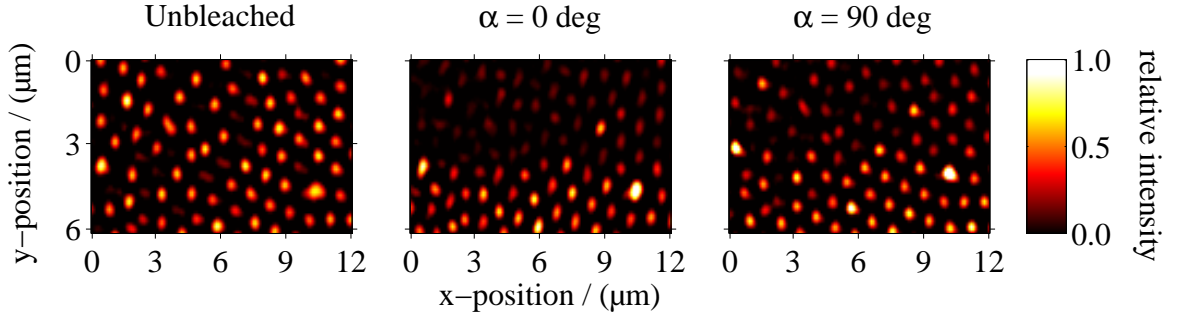 Unbleached
α = 0 deg
α = 90 deg
y−position / (μm)
0
3
6
0 3 6 9 12
0 3 6 9 12
0 3 6 9 12
x−position / (μm)
1.0
0.5
0.0
relative intensity